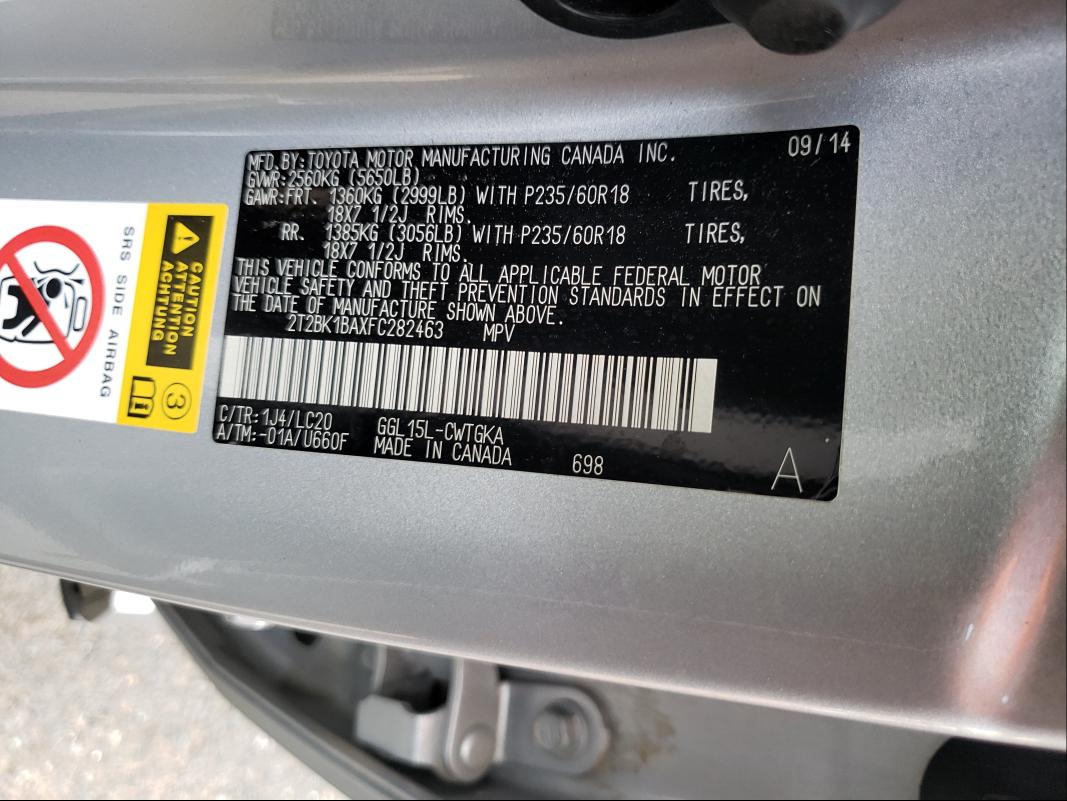 MFD.BY:TOYOTA MOTOR MANUFACTURING CANADA INC. 09/14
GVWR:2560KG (5650LB)
GAWR:FRT. 1360KG (2999LB) WITH P235/60R18 TIRES,
18X7 1/2J RIMS.
RR. 1385KG (3056LB) WITH P235/60R18 TIRES,
18X7 1/2J RIMS.
THIS VEHICLE CONFORMS TO ALL APPLICABLE FEDERAL MOTOR
VEHICLE SAFETY AND THEFT PREVENTION STANDARDS IN EFFECT ON
THE DATE OF MANUFACTURE SHOWN ABOVE.
2T2BK1BAXFC282463 MPV
C/TR:1J4/LC20 GGL15L-CWTGKA
A/TM:-01A/U660F MADE IN CANADA 698 A
SRS SIDE AIRBAG
CAUTION
ATTENTION
ACHTUNG
3